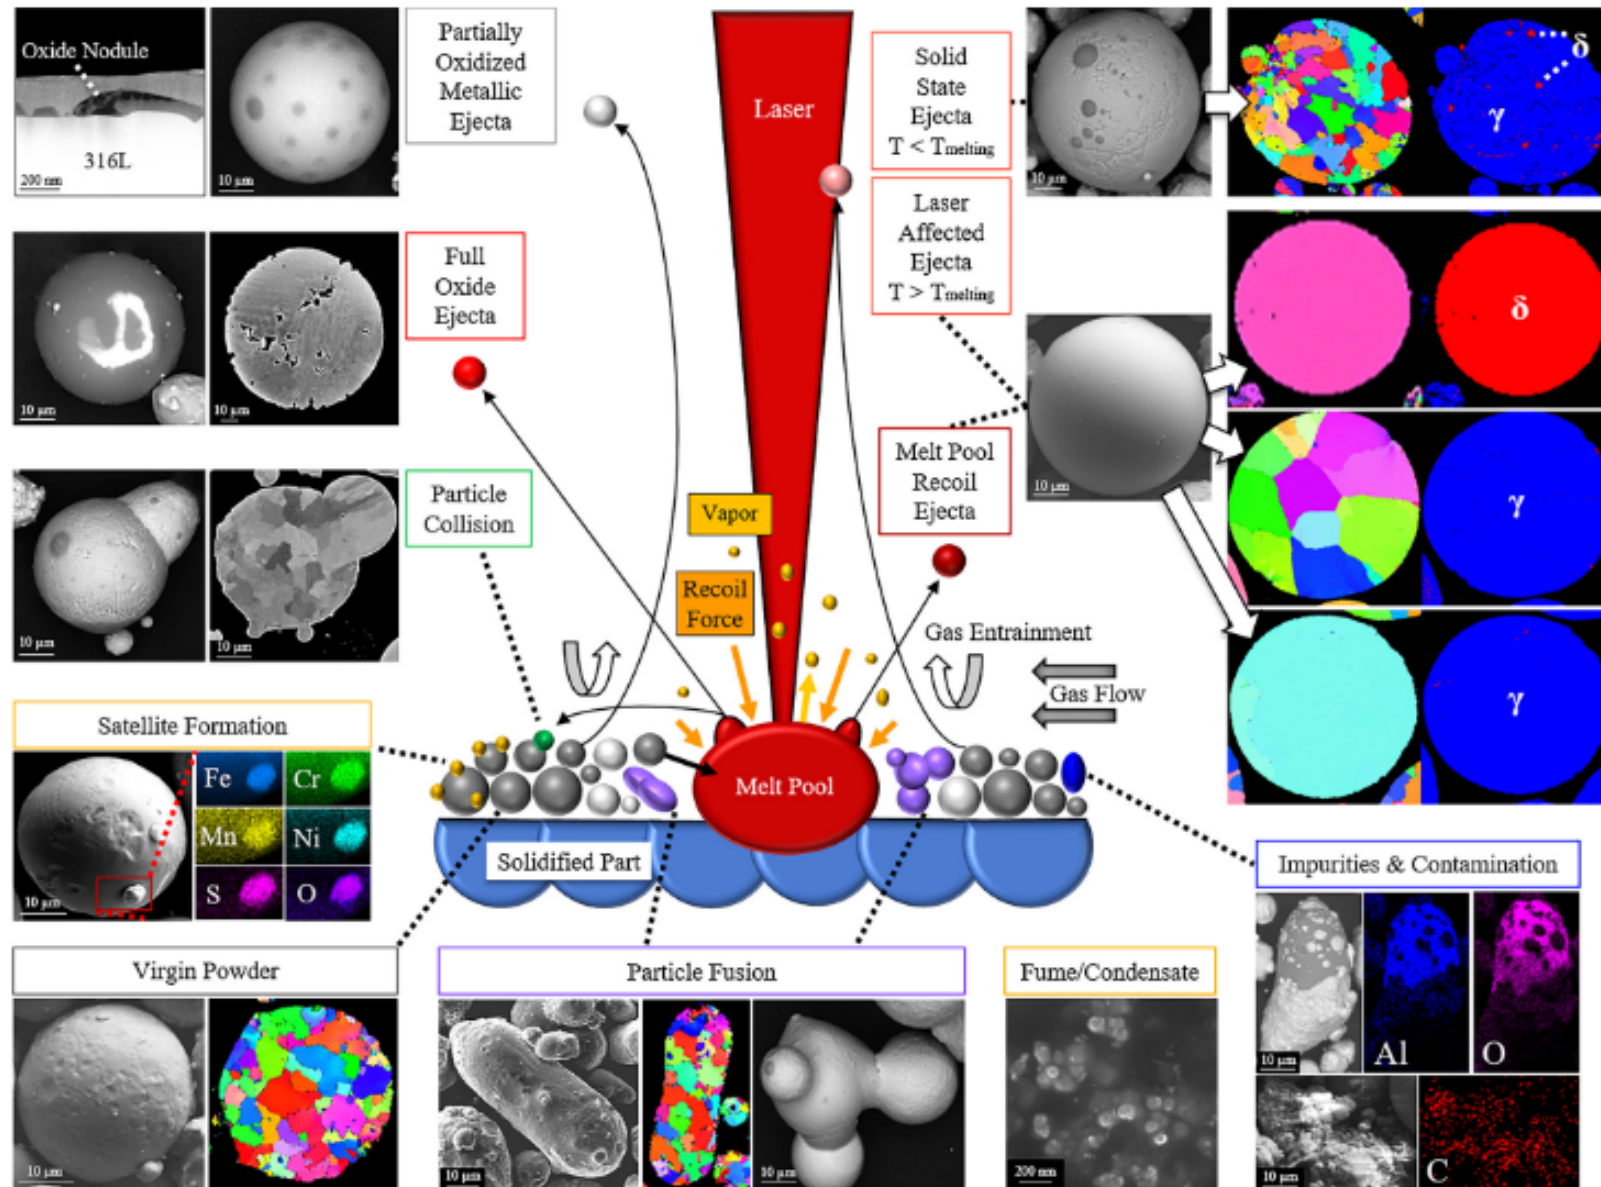 Oxide Nodule
316L
200 nm
10 µm
Partially
Oxidized
Metallic
Ejecta
Laser
Solid
State
Ejecta
T < Tmelting
10 µm
δ
γ
Full
Oxide
Ejecta
10 µm
10 µm
Laser
Affected
Ejecta
T > Tmelting
δ
10 µm
Particle
Collision
10 µm
10 µm
Vapor
Recoil
Force
Melt Pool
Recoil
Ejecta
γ
Gas Entrainment
Gas Flow
γ
Satellite Formation
10 µm
Fe
Cr
Mn
Ni
S
O
Melt Pool
Solidified Part
Impurities & Contamination
10 µm
Al
O
10 µm
C
Virgin Powder
10 µm
Particle Fusion
10 µm
10 µm
Fume/Condensate
200 nm